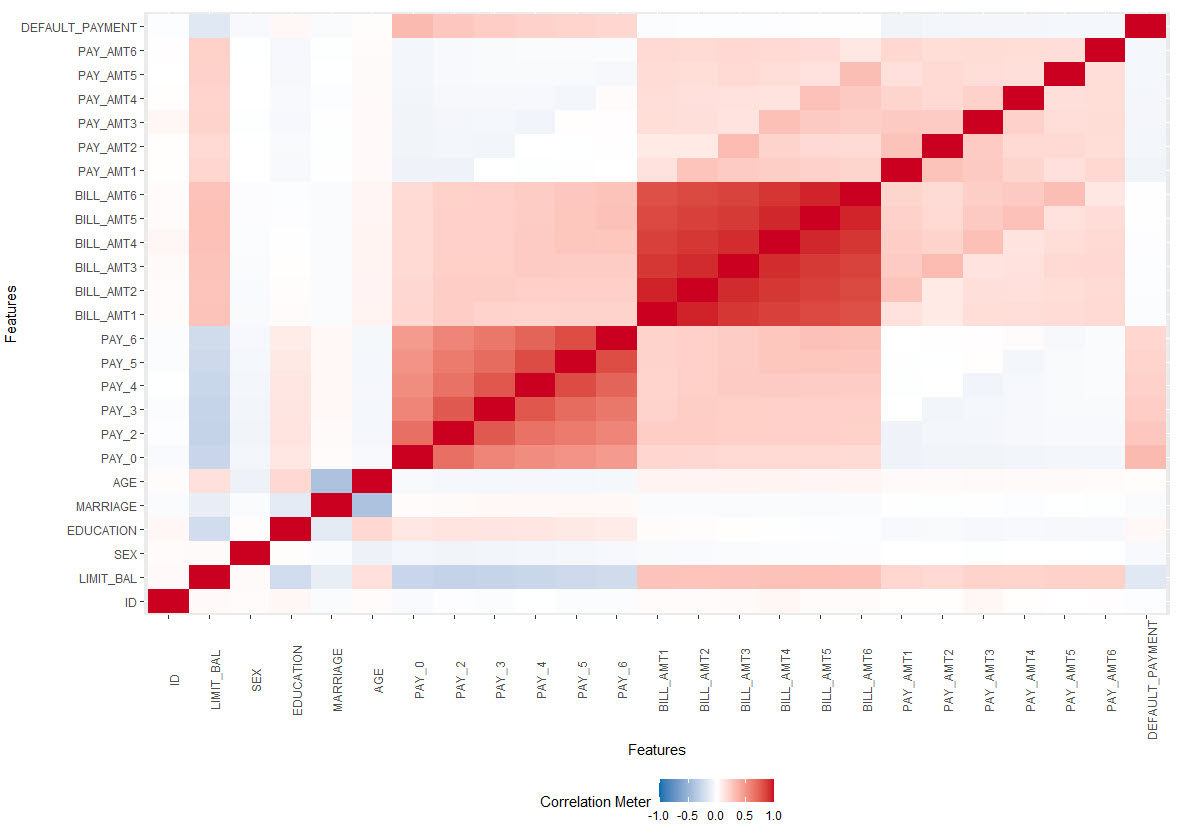 DEFAULT_PAYMENT
PAY_AMT6
PAY_AMT5
PAY_AMT4
PAY_AMT3
PAY_AMT2
PAY_AMT1
BILL_AMT6
BILL_AMT5
BILL_AMT4
BILL_AMT3
BILL_AMT2
BILL_AMT1
PAY_6
PAY_5
PAY_4
PAY_3
PAY_2
PAY_0
AGE
MARRIAGE
EDUCATION
SEX
LIMIT_BAL
ID
Features
ID
LIMIT_BAL
SEX
EDUCATION
MARRIAGE
AGE
PAY_0
PAY_2
PAY_3
PAY_4
PAY_5
PAY_6
BILL_AMT1
BILL_AMT2
BILL_AMT3
BILL_AMT4
BILL_AMT5
BILL_AMT6
PAY_AMT1
PAY_AMT2
PAY_AMT3
PAY_AMT4
PAY_AMT5
PAY_AMT6
DEFAULT_PAYMENT
Features
Correlation Meter
-1.0 -0.5 0.0 0.5 1.0